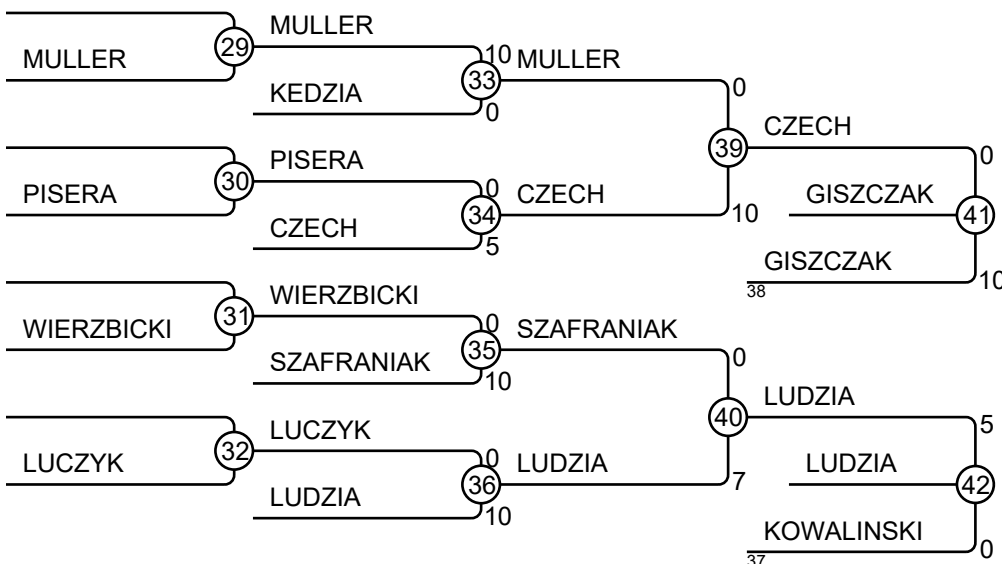 MULLER
10
29
MULLER
33
MULLER
KEDZIA
0
0
CZECH
39
0
PISERA
30
0
GISZCZAK
PISERA
34
CZECH
10
41
CZECH
5
GISZCZAK
38
10
WIERZBICKI
31
0
WIERZBICKI
35
SZAFRANIAK
SZAFRANIAK
10
0
LUDZIA
40
5
LUCZYK
32
0
LUDZIA
LUCZYK
36
LUDZIA
7
42
LUDZIA
10
KOWALINSKI
37
0